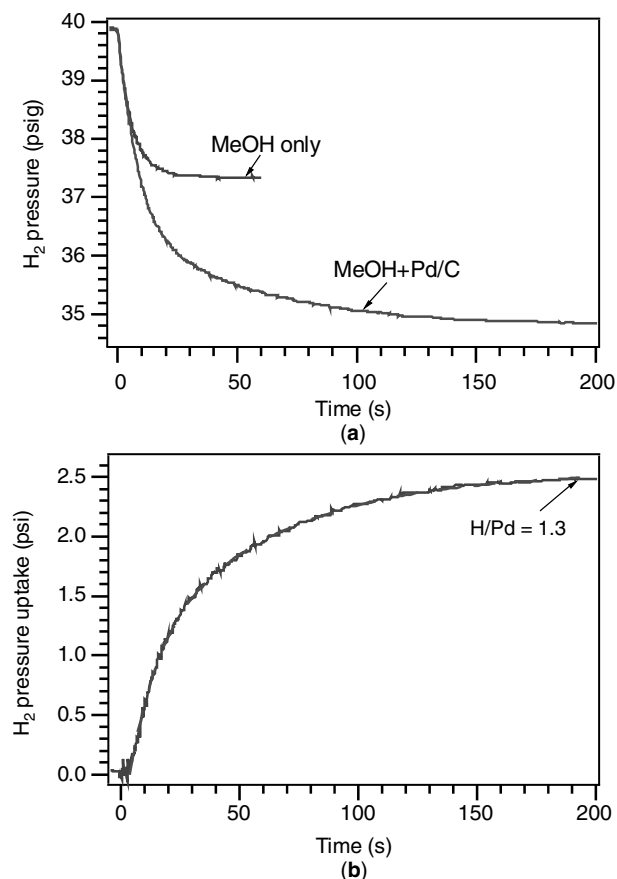 40
39
38
37
36
35
H₂ pressure (psig)
MeOH only
MeOH+Pd/C
0 50 100 150 200
Time (s)
(a)
2.5
2.0
1.5
1.0
0.5
0.0
H₂ pressure uptake (psi)
H/Pd = 1.3
0 50 100 150 200
Time (s)
(b)